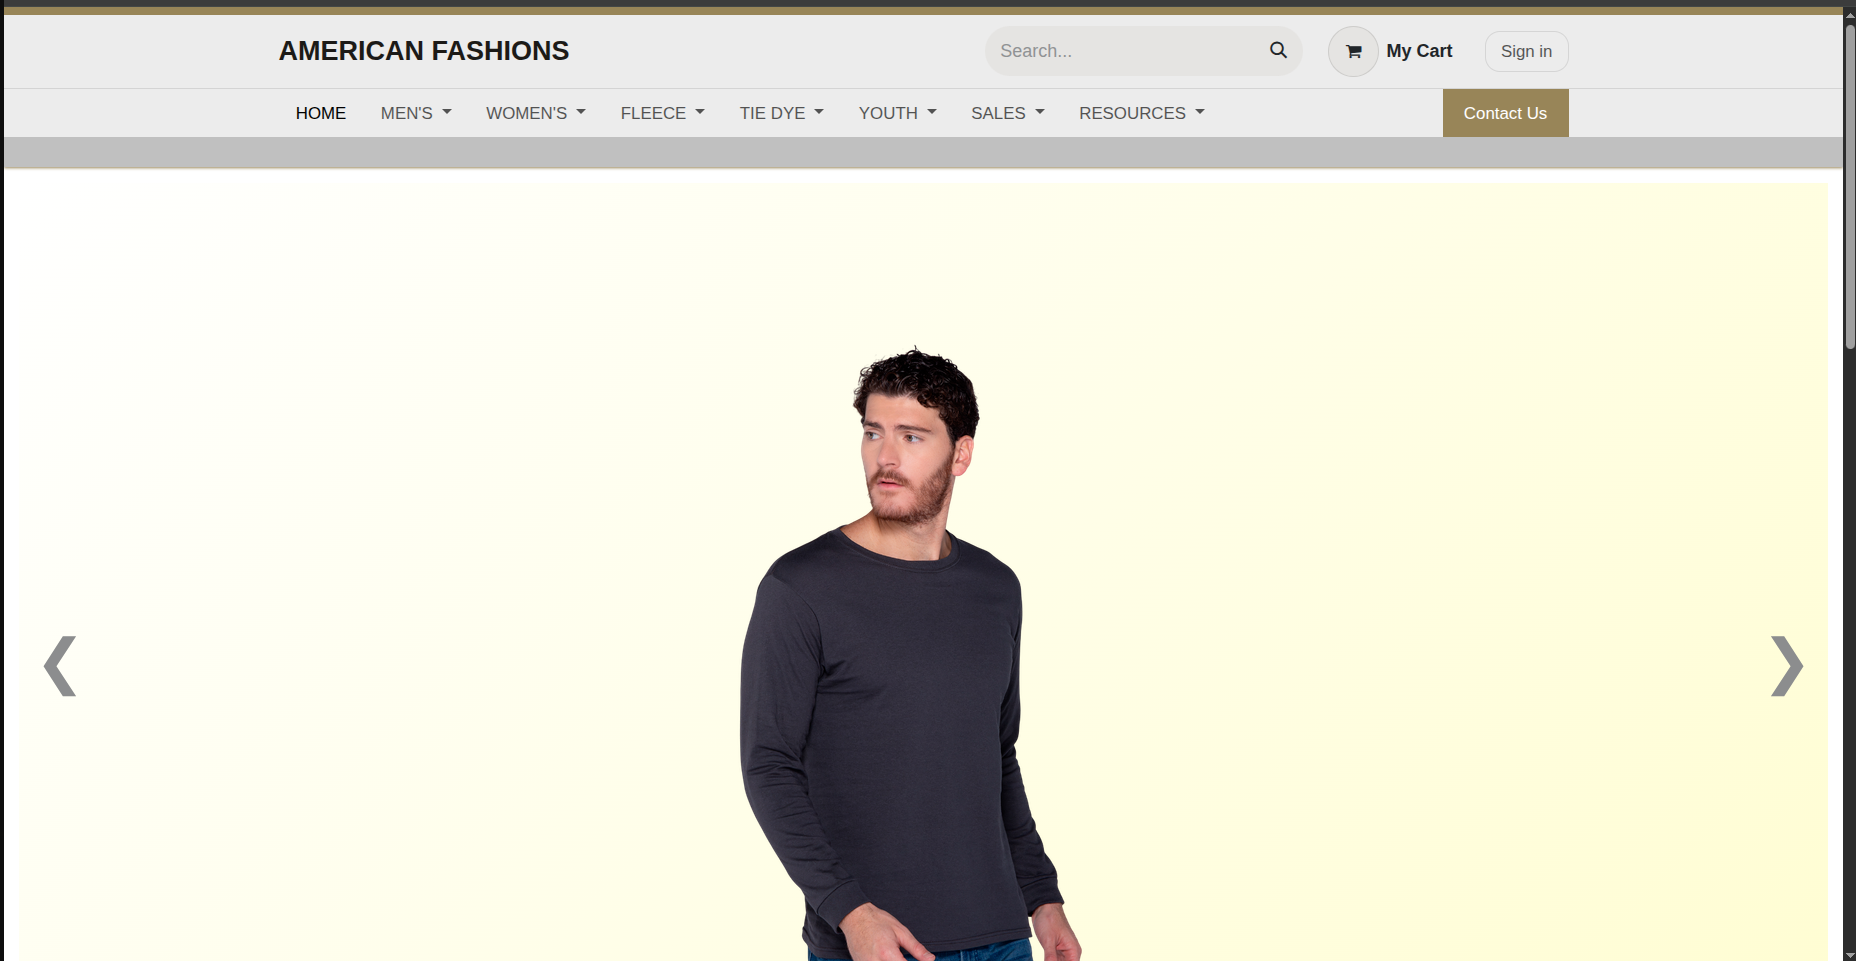 AMERICAN FASHIONS
Search...
My Cart
Sign in
HOME MEN'S WOMEN'S FLEECE TIE DYE YOUTH SALES RESOURCES Contact Us